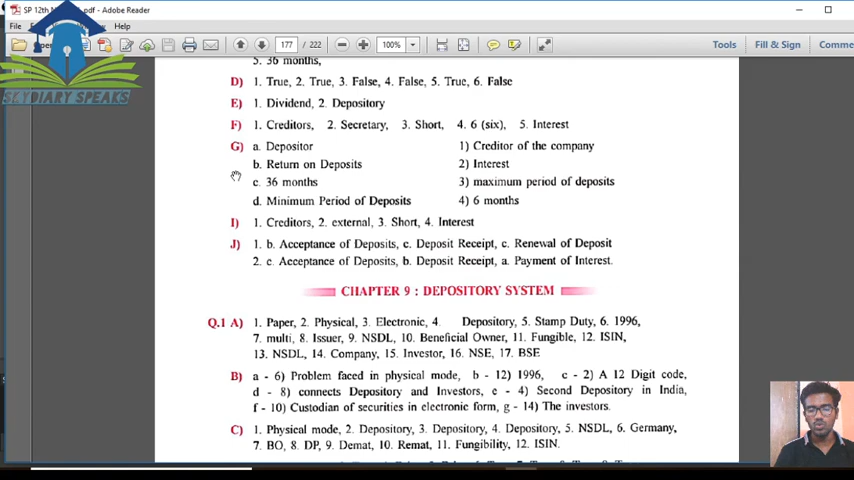 SP 12th M .pdf - Adobe Reader
File Help
177 / 222 100% Tools Fill & Sign Comme
SKYDIARY SPEAKS
5. 36 months,
D) 1. True, 2. True, 3. False, 4. False, 5. True, 6. False
E) 1. Dividend, 2. Depository
F) 1. Creditors, 2. Secretary, 3. Short, 4. 6 (six), 5. Interest
G) a. Depositor 1) Creditor of the company
b. Return on Deposits 2) Interest
c. 36 months 3) maximum period of deposits
d. Minimum Period of Deposits 4) 6 months
I) 1. Creditors, 2. external, 3. Short, 4. Interest
J) 1. b. Acceptance of Deposits, c. Deposit Receipt, c. Renewal of Deposit
2. c. Acceptance of Deposits, b. Deposit Receipt, a. Payment of Interest.
CHAPTER 9 : DEPOSITORY SYSTEM
Q.1 A) 1. Paper, 2. Physical, 3. Electronic, 4. Depository, 5. Stamp Duty, 6. 1996,
7. multi, 8. Issuer, 9. NSDL, 10. Beneficial Owner, 11. Fungible, 12. ISIN,
13. NSDL, 14. Company, 15. Investor, 16. NSE, 17. BSE
B) a - 6) Problem faced in physical mode, b - 12) 1996, c - 2) A 12 Digit code,
d - 8) connects Depository and Investors, e - 4) Second Depository in India,
f - 10) Custodian of securities in electronic form, g - 14) The investors.
C) 1. Physical mode, 2. Depository, 3. Depository, 4. Depository, 5. NSDL, 6. Germany,
7. BO, 8. DP, 9. Demat, 10. Remat, 11. Fungibility, 12. ISIN.